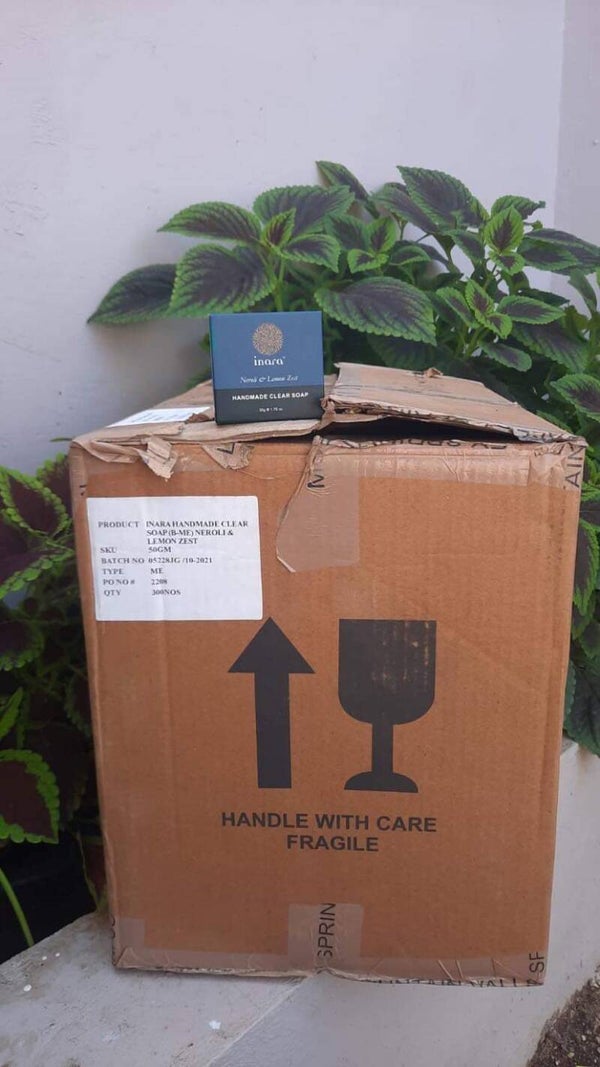 inara
Neroli & Lemon Zest
HANDMADE CLEAR SOAP
PRODUCT INARA HANDMADE CLEAR
SOAP (B-ME) NEROLI &
LEMON ZEST
SKU 50GM
BATCH NO 05228JG /10-2021
TYPE ME
PO NO # 2208
QTY 300NOS
HANDLE WITH CARE
FRAGILE
SPRIN